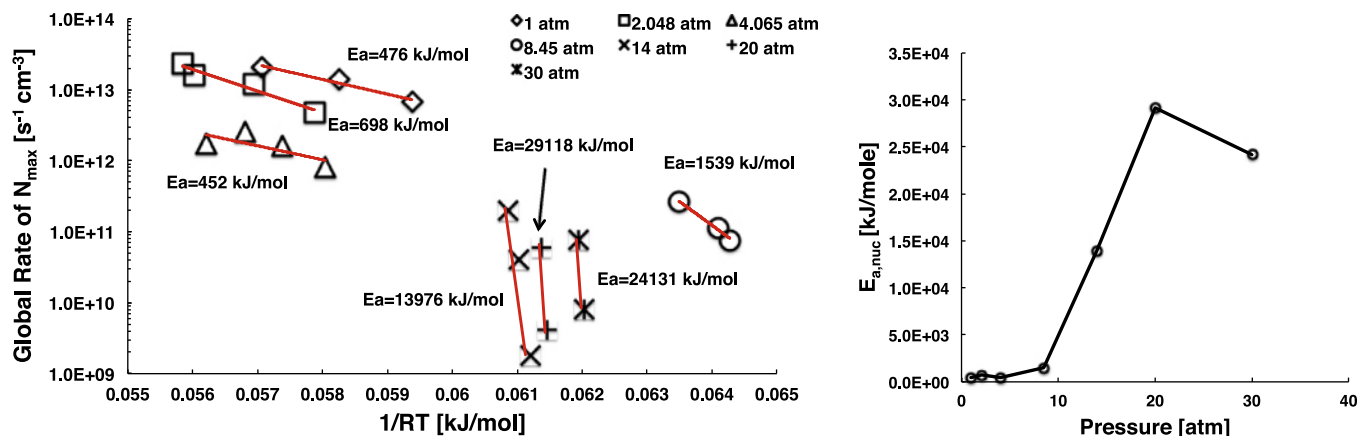 1.0E+14
1.0E+13
1.0E+12
1.0E+11
1.0E+10
1.0E+09
Global Rate of Nmax [s-1 cm-3]
0.055 0.056 0.057 0.058 0.059 0.06 0.061 0.062 0.063 0.064 0.065
1/RT [kJ/mol]
1 atm 2.048 atm 4.065 atm
8.45 atm 14 atm 20 atm
30 atm
Ea=476 kJ/mol
Ea=698 kJ/mol
Ea=29118 kJ/mol
Ea=1539 kJ/mol
Ea=452 kJ/mol
Ea=24131 kJ/mol
Ea=13976 kJ/mol
3.5E+04
3.0E+04
2.5E+04
2.0E+04
1.5E+04
1.0E+04
5.0E+03
0.0E+00
Ea,nuc [kJ/mole]
0 10 20 30 40
Pressure [atm]